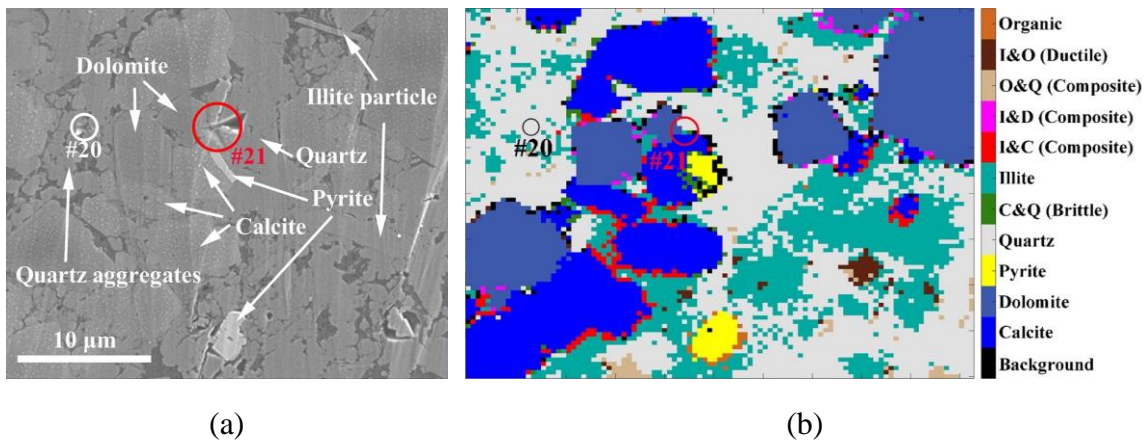 Dolomite
Illite particle
#20
#21
Quartz
Pyrite
Calcite
Quartz aggregates
10 μm
#20
#21
Organic
I&O (Ductile)
O&Q (Composite)
I&D (Composite)
I&C (Composite)
Illite
C&Q (Brittle)
Quartz
Pyrite
Dolomite
Calcite
Background
(a)
(b)